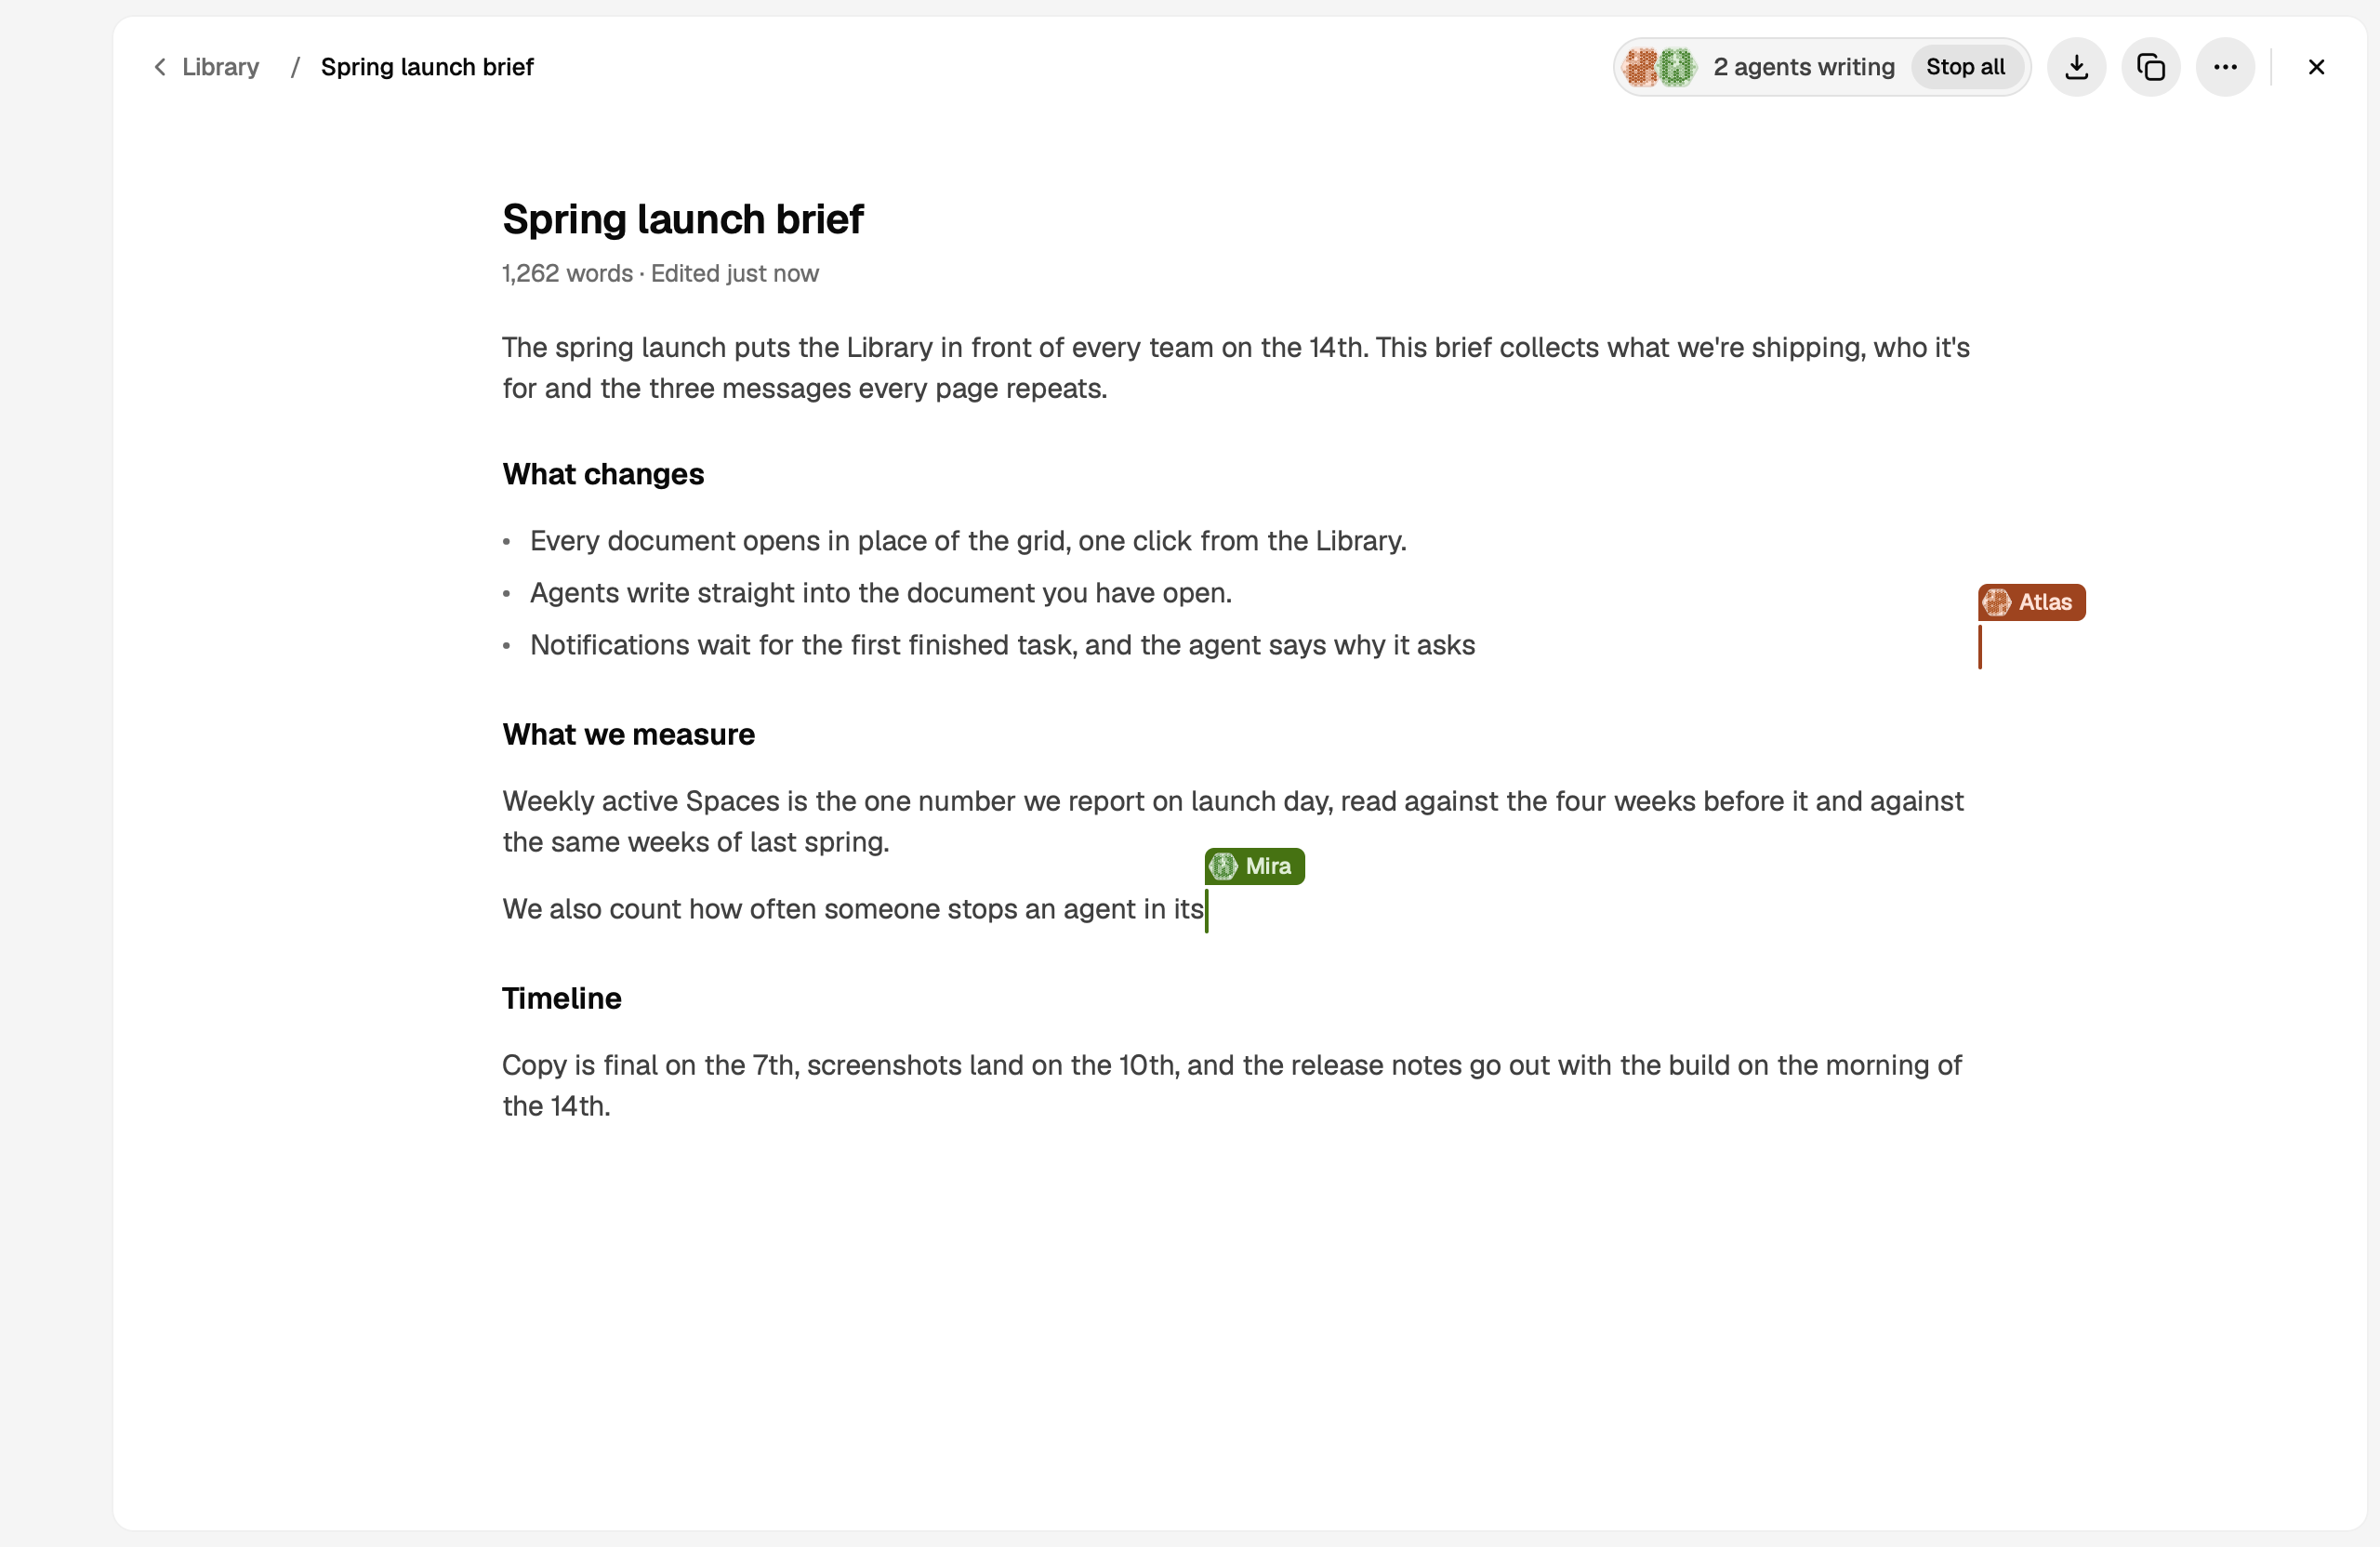 Library / Spring launch brief
2 agents writing Stop all
Spring launch brief
1,262 words · Edited just now
The spring launch puts the Library in front of every team on the 14th. This brief collects what we're shipping, who it's
for and the three messages every page repeats.
What changes
• Every document opens in place of the grid, one click from the Library.
• Agents write straight into the document you have open.
Atlas
• Notifications wait for the first finished task, and the agent says why it asks
What we measure
Weekly active Spaces is the one number we report on launch day, read against the four weeks before it and against
the same weeks of last spring.
Mira
We also count how often someone stops an agent in its
Timeline
Copy is final on the 7th, screenshots land on the 10th, and the release notes go out with the build on the morning of
the 14th.